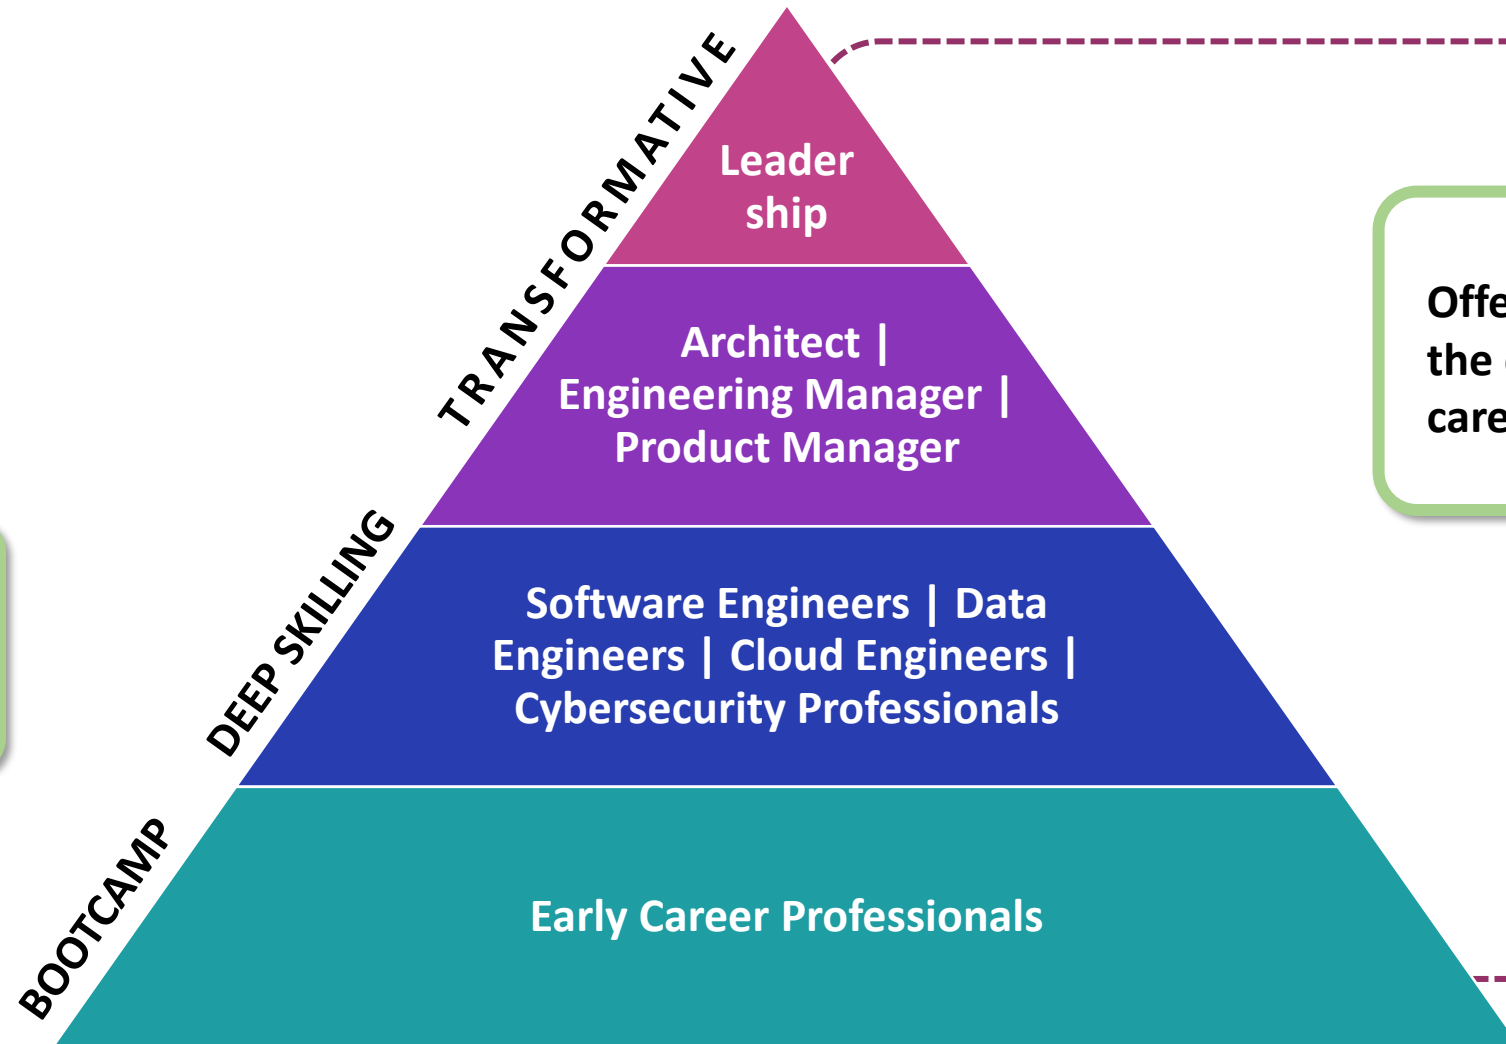 TRANSFORMATIVE
Leader
ship
Architect |
Engineering Manager |
Product Manager
the
DEEP SKILLING
Software Engineers | Data
Engineers | Cloud Engineers |
Cybersecurity Professionals
BOOTCAMP
Early Career Professionals